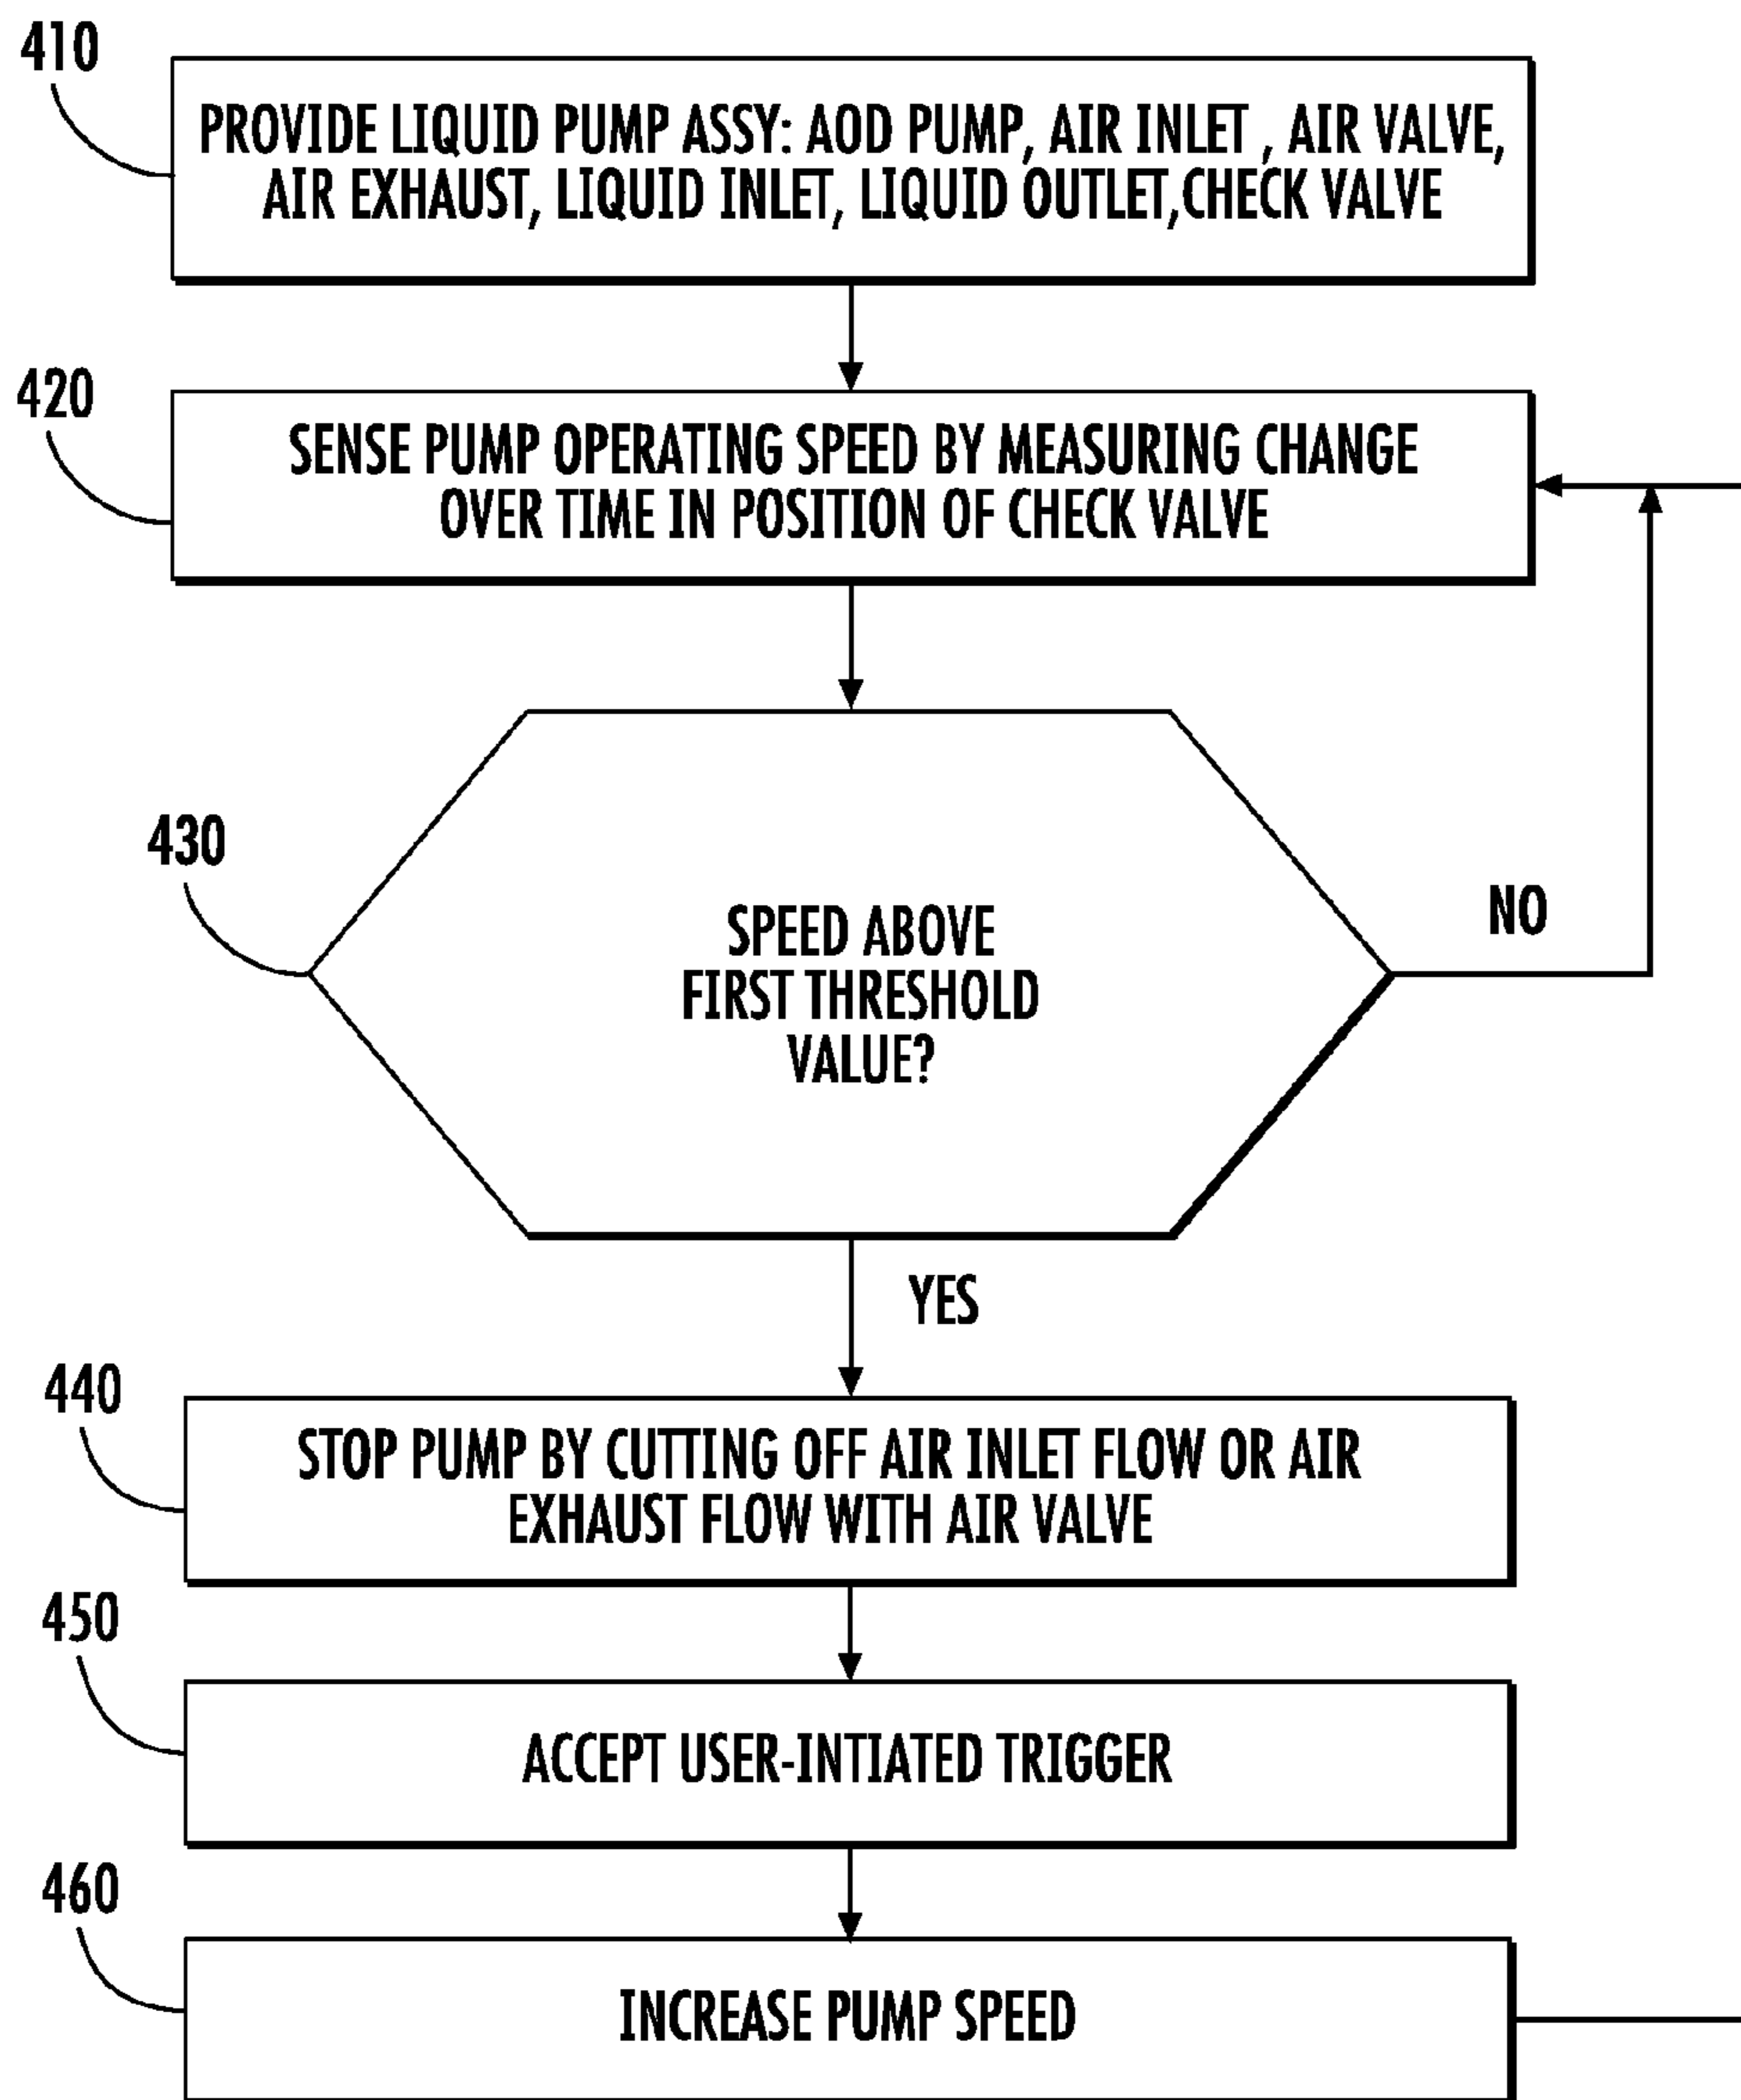 410
PROVIDE LIQUID PUMP ASSY: AOD PUMP, AIR INLET , AIR VALVE,
AIR EXHAUST, LIQUID INLET, LIQUID OUTLET,CHECK VALVE
420
SENSE PUMP OPERATING SPEED BY MEASURING CHANGE
OVER TIME IN POSITION OF CHECK VALVE
430
SPEED ABOVE
FIRST THRESHOLD
VALUE?
NO
YES
440
STOP PUMP BY CUTTING OFF AIR INLET FLOW OR AIR
EXHAUST FLOW WITH AIR VALVE
450
ACCEPT USER-INTIATED TRIGGER
460
INCREASE PUMP SPEED